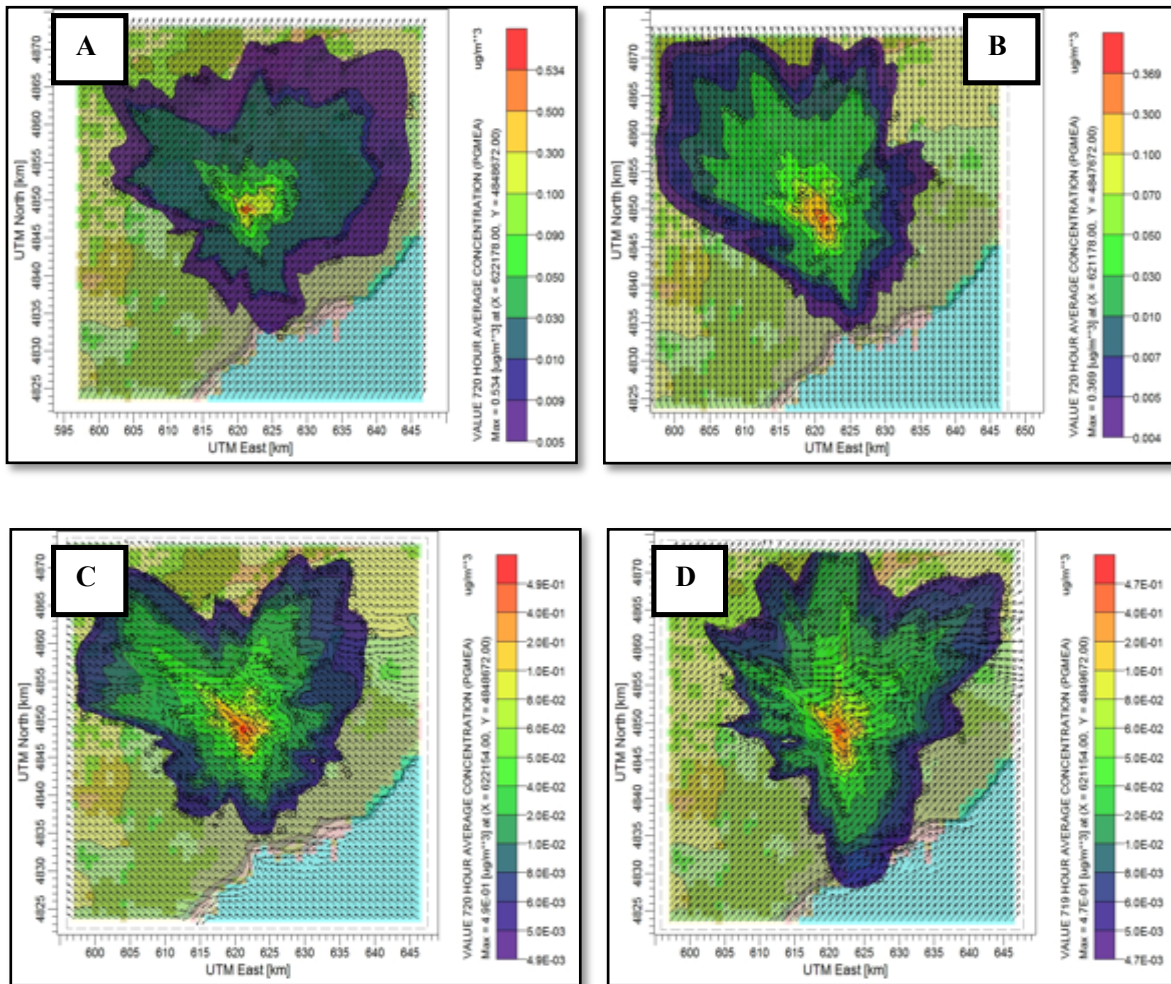 A
ug/m**3
4870
4865
4860
4855
4850
4845
4840
4835
4830
4825
UTM North [km]
595 600 605 610 615 620 625 630 635 640 645
UTM East [km]
0.534
0.500
0.300
0.100
0.090
0.050
0.030
0.010
0.009
0.005
VALUE 720 HOUR AVERAGE CONCENTRATION (PGMEA)
Max = 0.534 [ug/m**3] at (X = 622178.00, Y = 4848672.00)
B
ug/m**3
4870
4865
4860
4855
4850
4845
4840
4835
4830
4825
UTM North [km]
600 605 610 615 620 625 630 635 640 645 650
UTM East [km]
0.369
0.300
0.100
0.070
0.050
0.030
0.010
0.007
0.005
0.004
VALUE 720 HOUR AVERAGE CONCENTRATION (PGMEA)
Max = 0.369 [ug/m**3] at (X = 621178.00, Y = 4847672.00)
C
ug/m**3
4870
4865
4860
4855
4850
4845
4840
4835
4830
4825
UTM North [km]
600 605 610 615 620 625 630 635 640 645
UTM East [km]
4.9E-01
4.0E-01
2.0E-01
1.0E-01
8.0E-02
6.0E-02
5.0E-02
4.0E-02
2.0E-02
1.0E-02
8.0E-03
6.0E-03
5.0E-03
4.9E-03
VALUE 720 HOUR AVERAGE CONCENTRATION (PGMEA)
Max = 4.9E-01 [ug/m**3] at (X = 622154.00, Y = 4848672.00)
D
ug/m**3
4870
4865
4860
4855
4850
4845
4840
4835
4830
4825
UTM North [km]
600 605 610 615 620 625 630 635 640 645
UTM East [km]
4.7E-01
4.0E-01
2.0E-01
1.0E-01
8.0E-02
6.0E-02
5.0E-02
4.0E-02
2.0E-02
1.0E-02
8.0E-03
6.0E-03
5.0E-03
4.7E-03
VALUE 719 HOUR AVERAGE CONCENTRATION (PGMEA)
Max = 4.7E-01 [ug/m**3] at (X = 621154.00, Y = 4849672.00)